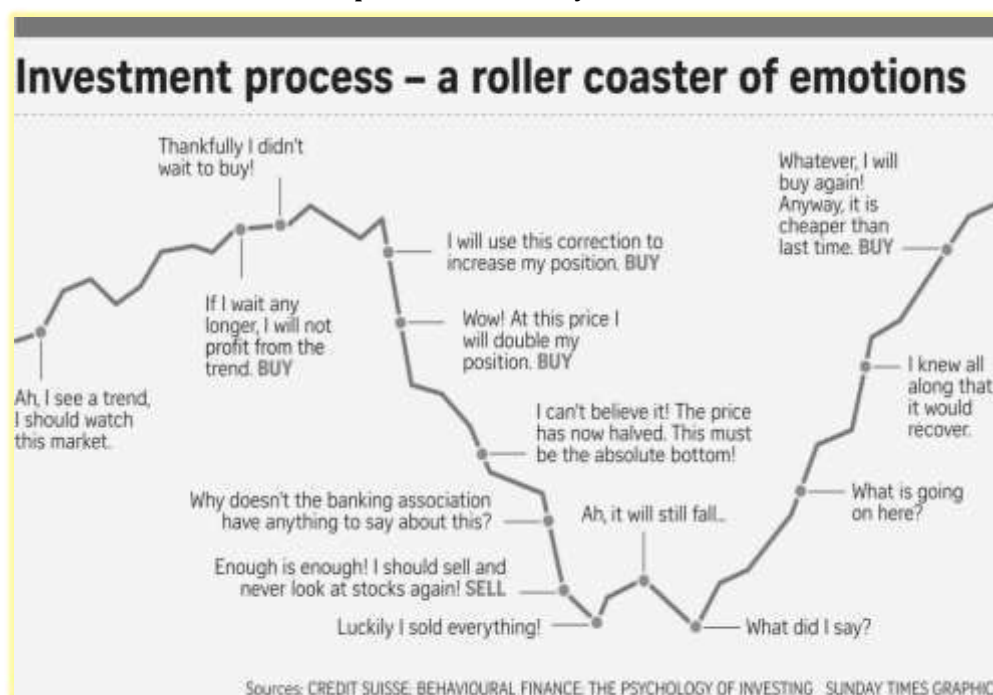 Investment process – a roller coaster of emotions
Thankfully I didn't
wait to buy!
Whatever, I will
buy again!
Anyway, it is
cheaper than
last time. BUY
I will use this correction to
increase my position. BUY
If I wait any
longer, I will not
profit from the
trend. BUY
Wow! At this price I
will double my
position. BUY
Ah, I see a trend,
I should watch
this market.
I knew all
along that
it would
recover.
I can't believe it! The price
has now halved. This must
be the absolute bottom!
Why doesn't the banking association
have anything to say about this?
Ah, it will still fall...
What is going
on here?
Enough is enough! I should sell and
never look at stocks again! SELL
Luckily I sold everything!
What did I say?
Sources: CREDIT SUISSE; BEHAVIOURAL FINANCE: THE PSYCHOLOGY OF INVESTING SUNDAY TIMES GRAPHIC